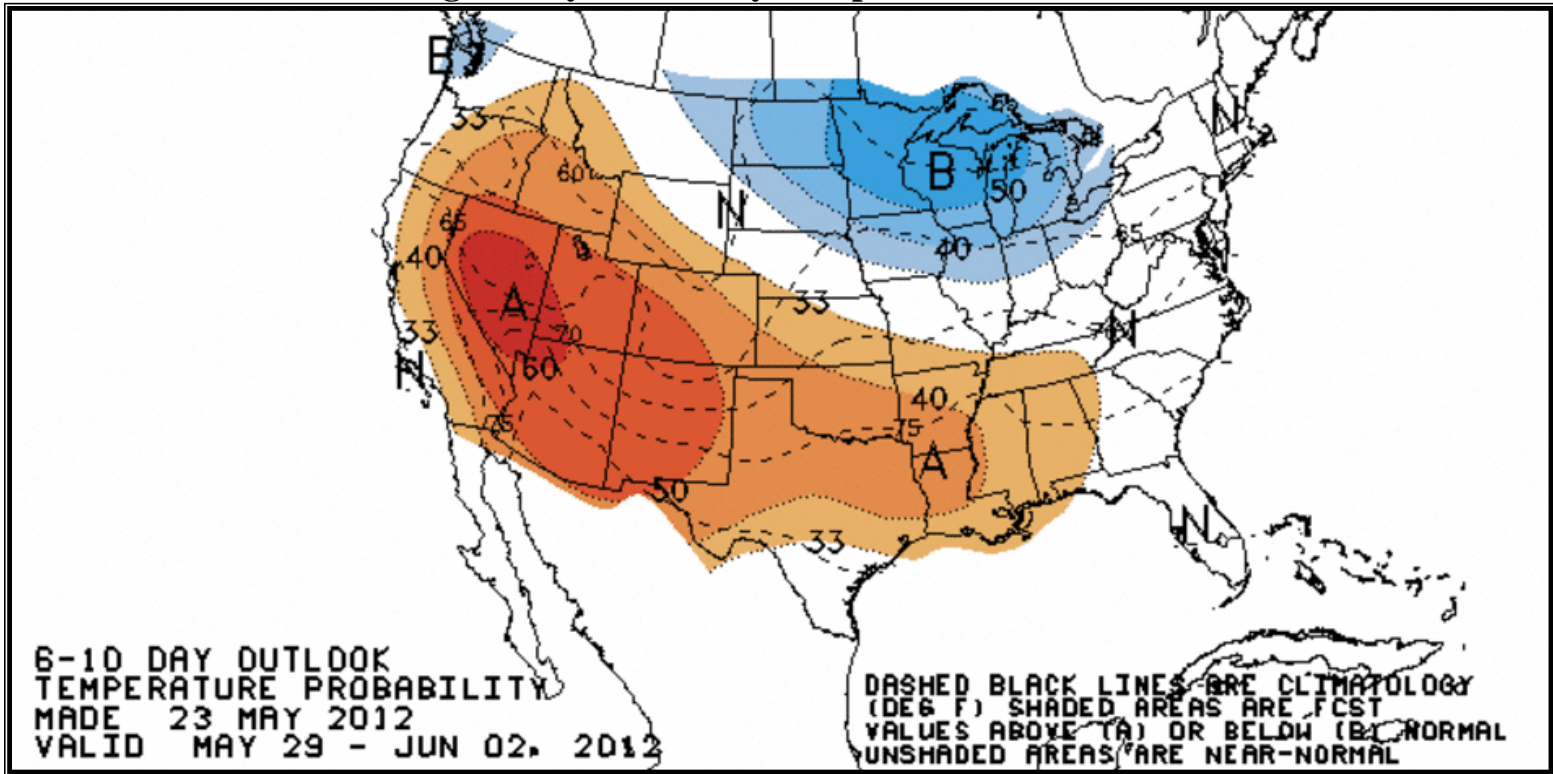 B
33
N
60
B
50
N
65
40
40
65
A
33
33
70
N
N
60
40
75
75
A
50
N
33
6-10 DAY OUTLOOK
TEMPERATURE PROBABILITY
MADE 23 MAY 2012
VALID MAY 29 - JUN 02, 2012
DASHED BLACK LINES ARE CLIMATOLOGY
(DEG F) SHADED AREAS ARE FCST
VALUES ABOVE (A) OR BELOW (B) NORMAL
UNSHADED AREAS ARE NEAR-NORMAL